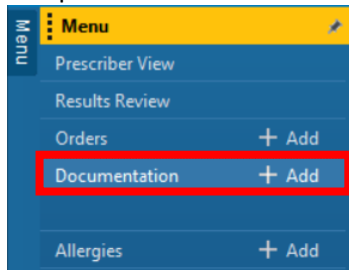 Menu
Menu
Prescriber View
Results Review
Orders + Add
Documentation + Add
Allergies + Add